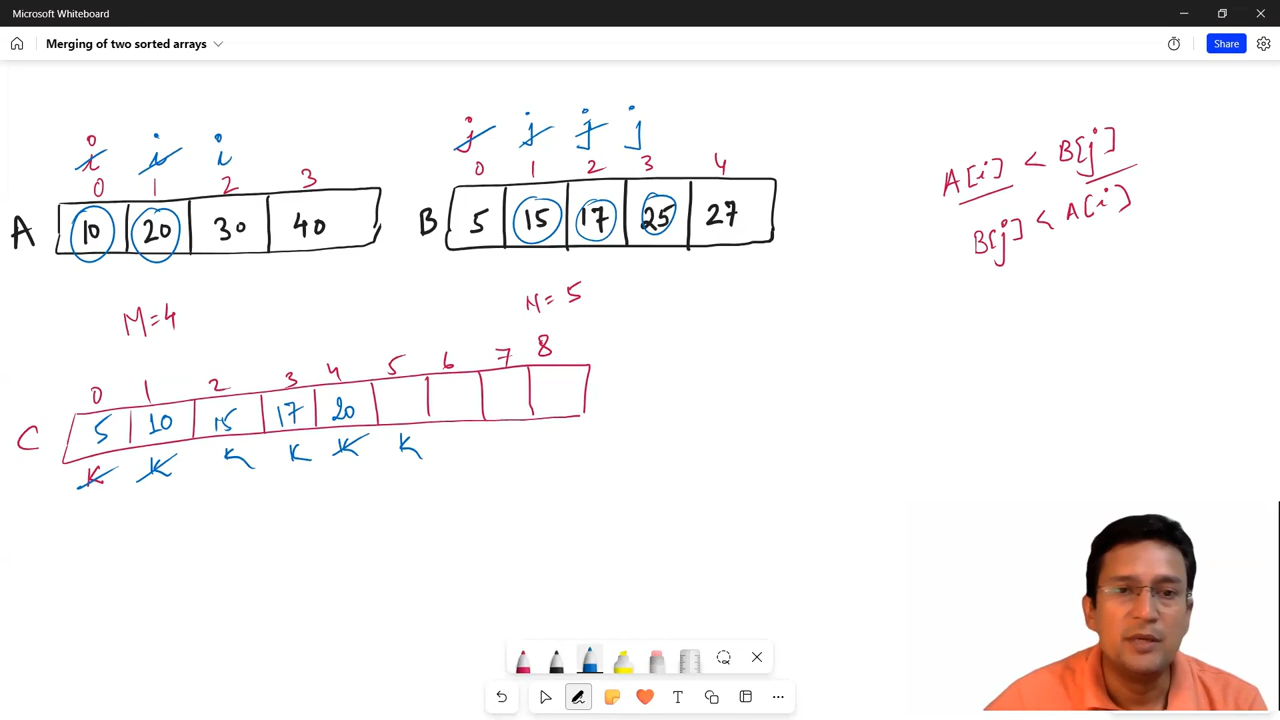 Microsoft Whiteboard
Merging of two sorted arrays
Share
i i i
0 1 2 3
A 10 20 30 40
M=4
j j j j
0 1 2 3 4
B 5 15 17 25 27
N=5
A[i] < B[j]
B[j] < A[i]
0 1 2 3 4 5 6 7 8
C 5 10 15 17 20
K K K K K K